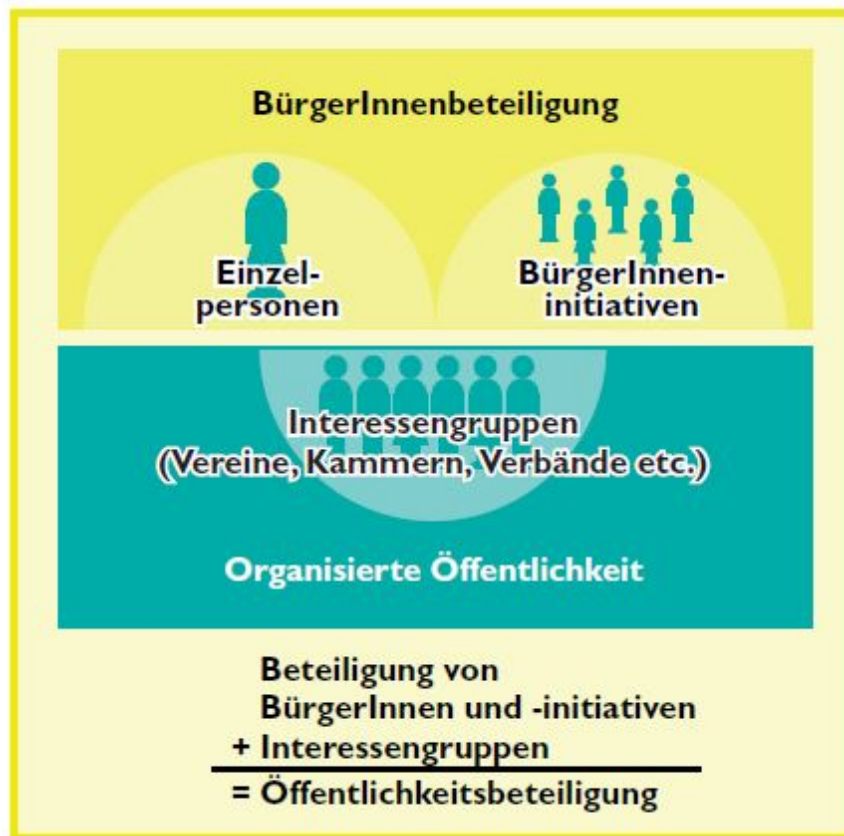 BürgerInnenbeteiligung
Einzel-
personen
BürgerInnen-
initiativen
Interessengruppen
(Vereine, Kammern, Verbände etc.)
Organisierte Öffentlichkeit
Beteiligung von
BürgerInnen und -initiativen
+ Interessengruppen
= Öffentlichkeitsbeteiligung